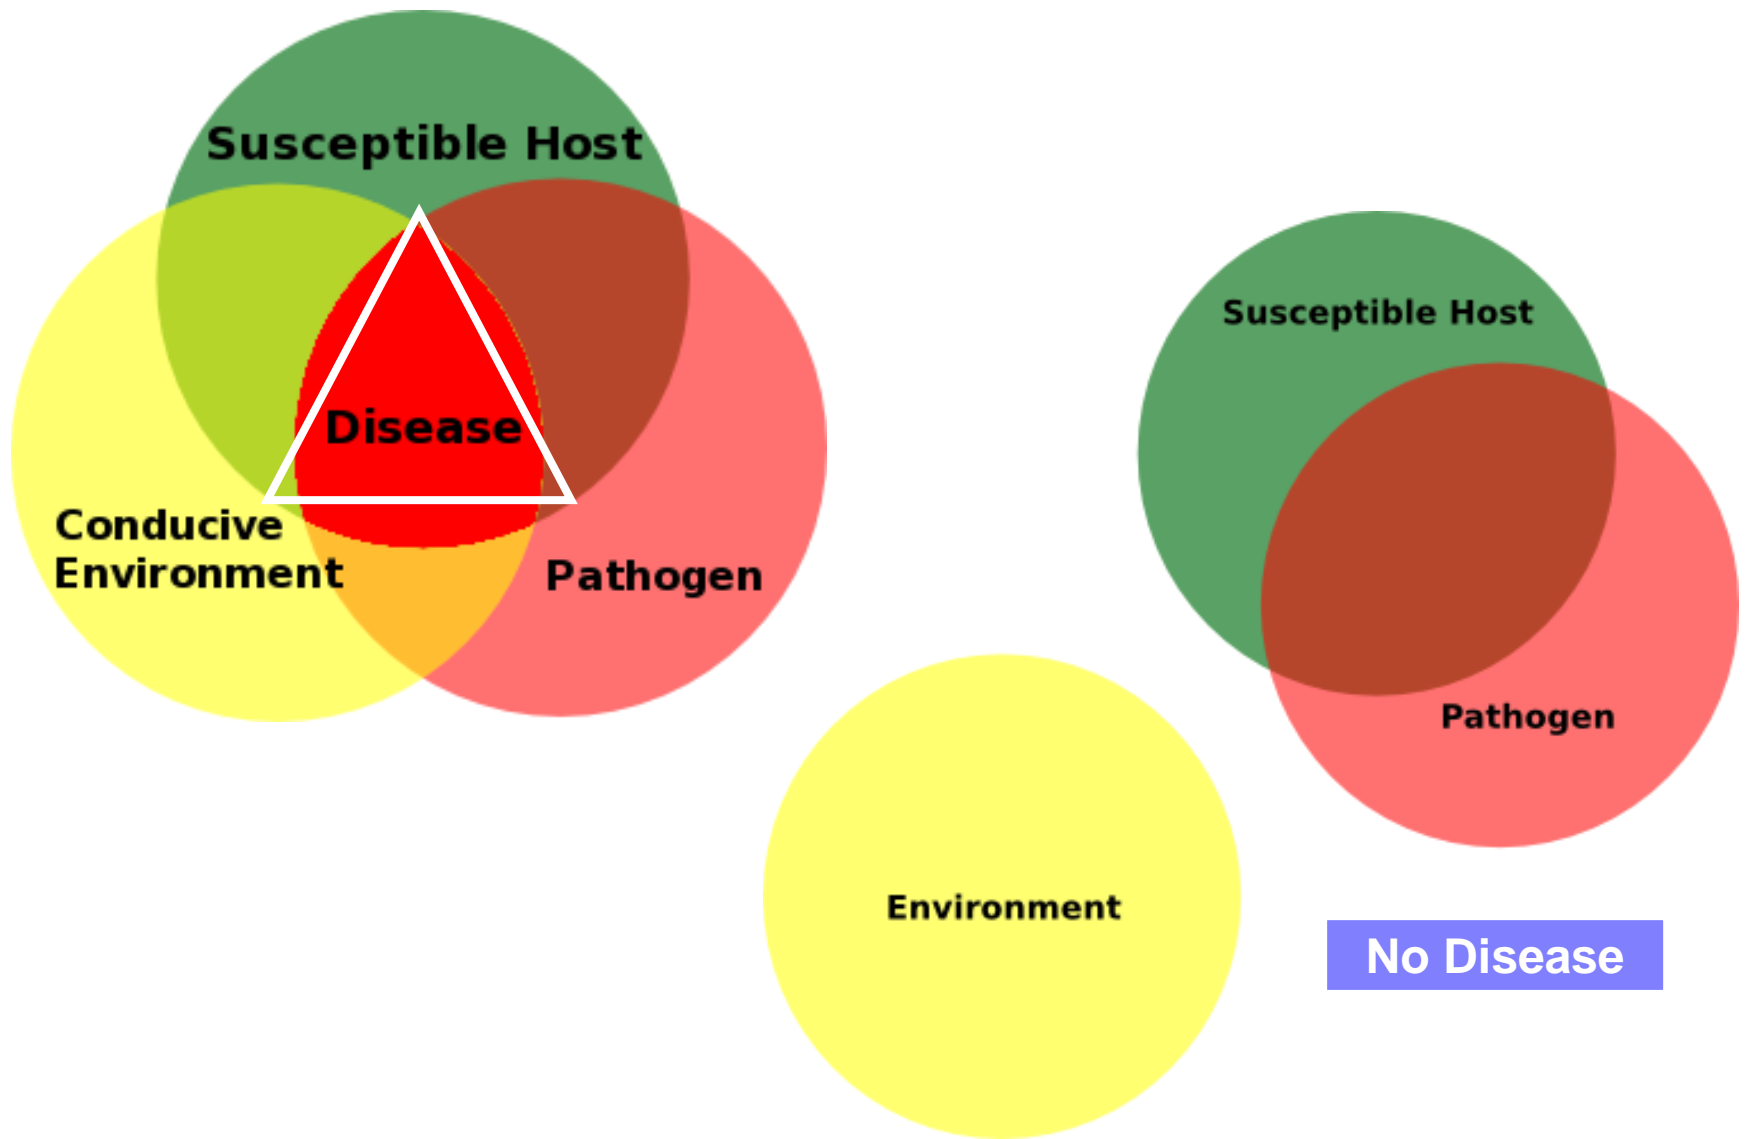 Susceptible Host
Disease
Conducive
Environment
Pathogen
Susceptible Host
Pathogen
Environment
No Disease